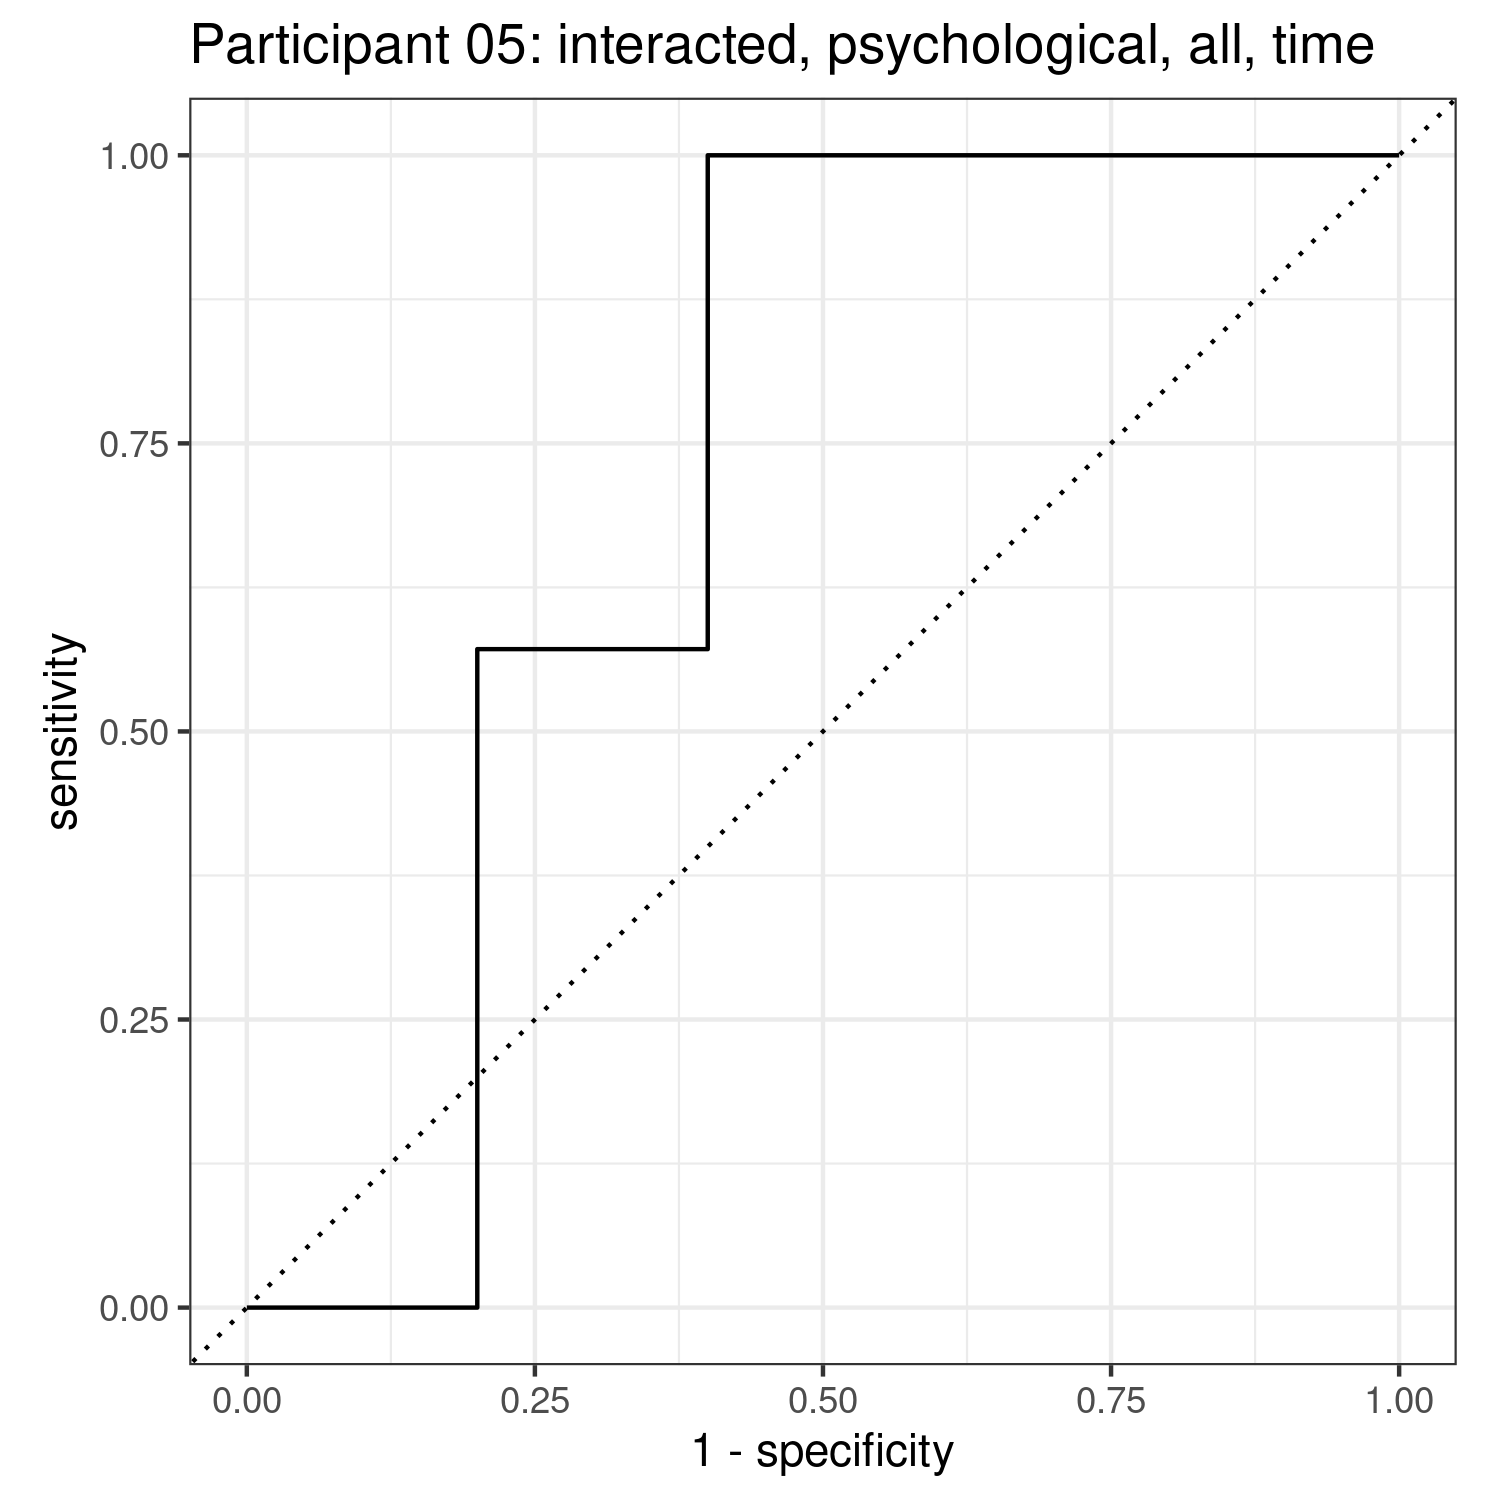 Participant 05: interacted, psychological, all, time
sensitivity
1.00
0.75
0.50
0.25
0.00
0.00 0.25 0.50 0.75 1.00
1 - specificity